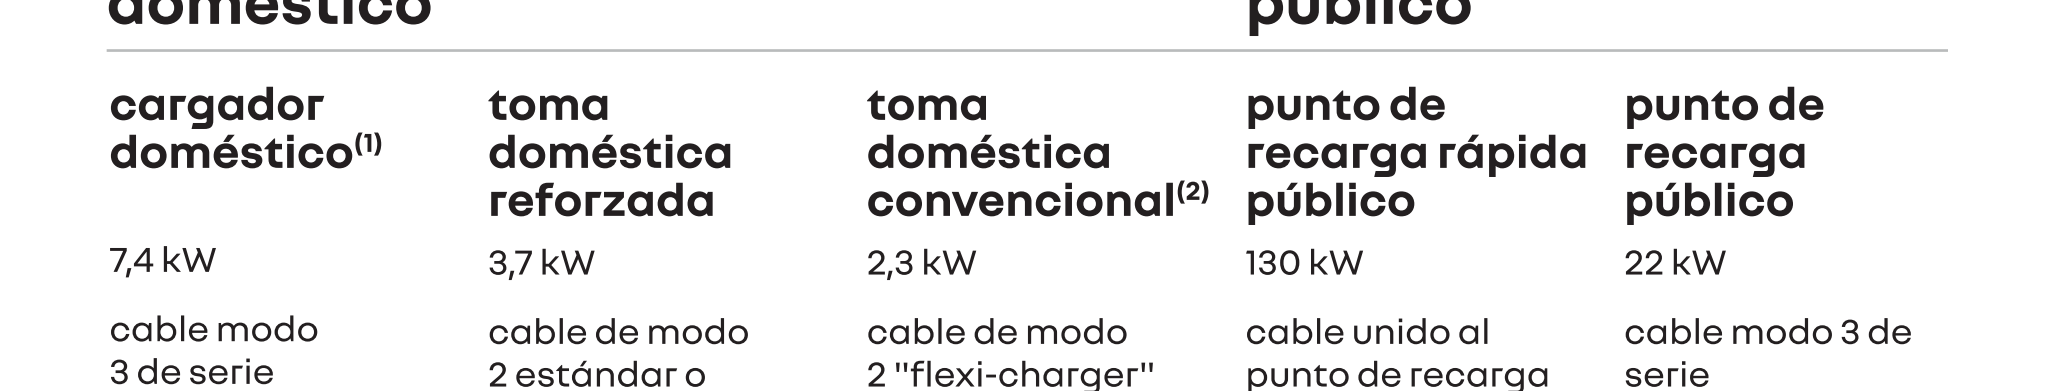 doméstico
público
cargador
doméstico(1)
7,4 kW
cable modo
3 de serie
toma
doméstica
reforzada
3,7 kW
cable de modo
2 estándar o
toma
doméstica
convencional(2)
2,3 kW
cable de modo
2 "flexi-charger"
punto de
recarga rápida
público
130 kW
cable unido al
punto de recarga
punto de
recarga
público
22 kW
cable modo 3 de
serie